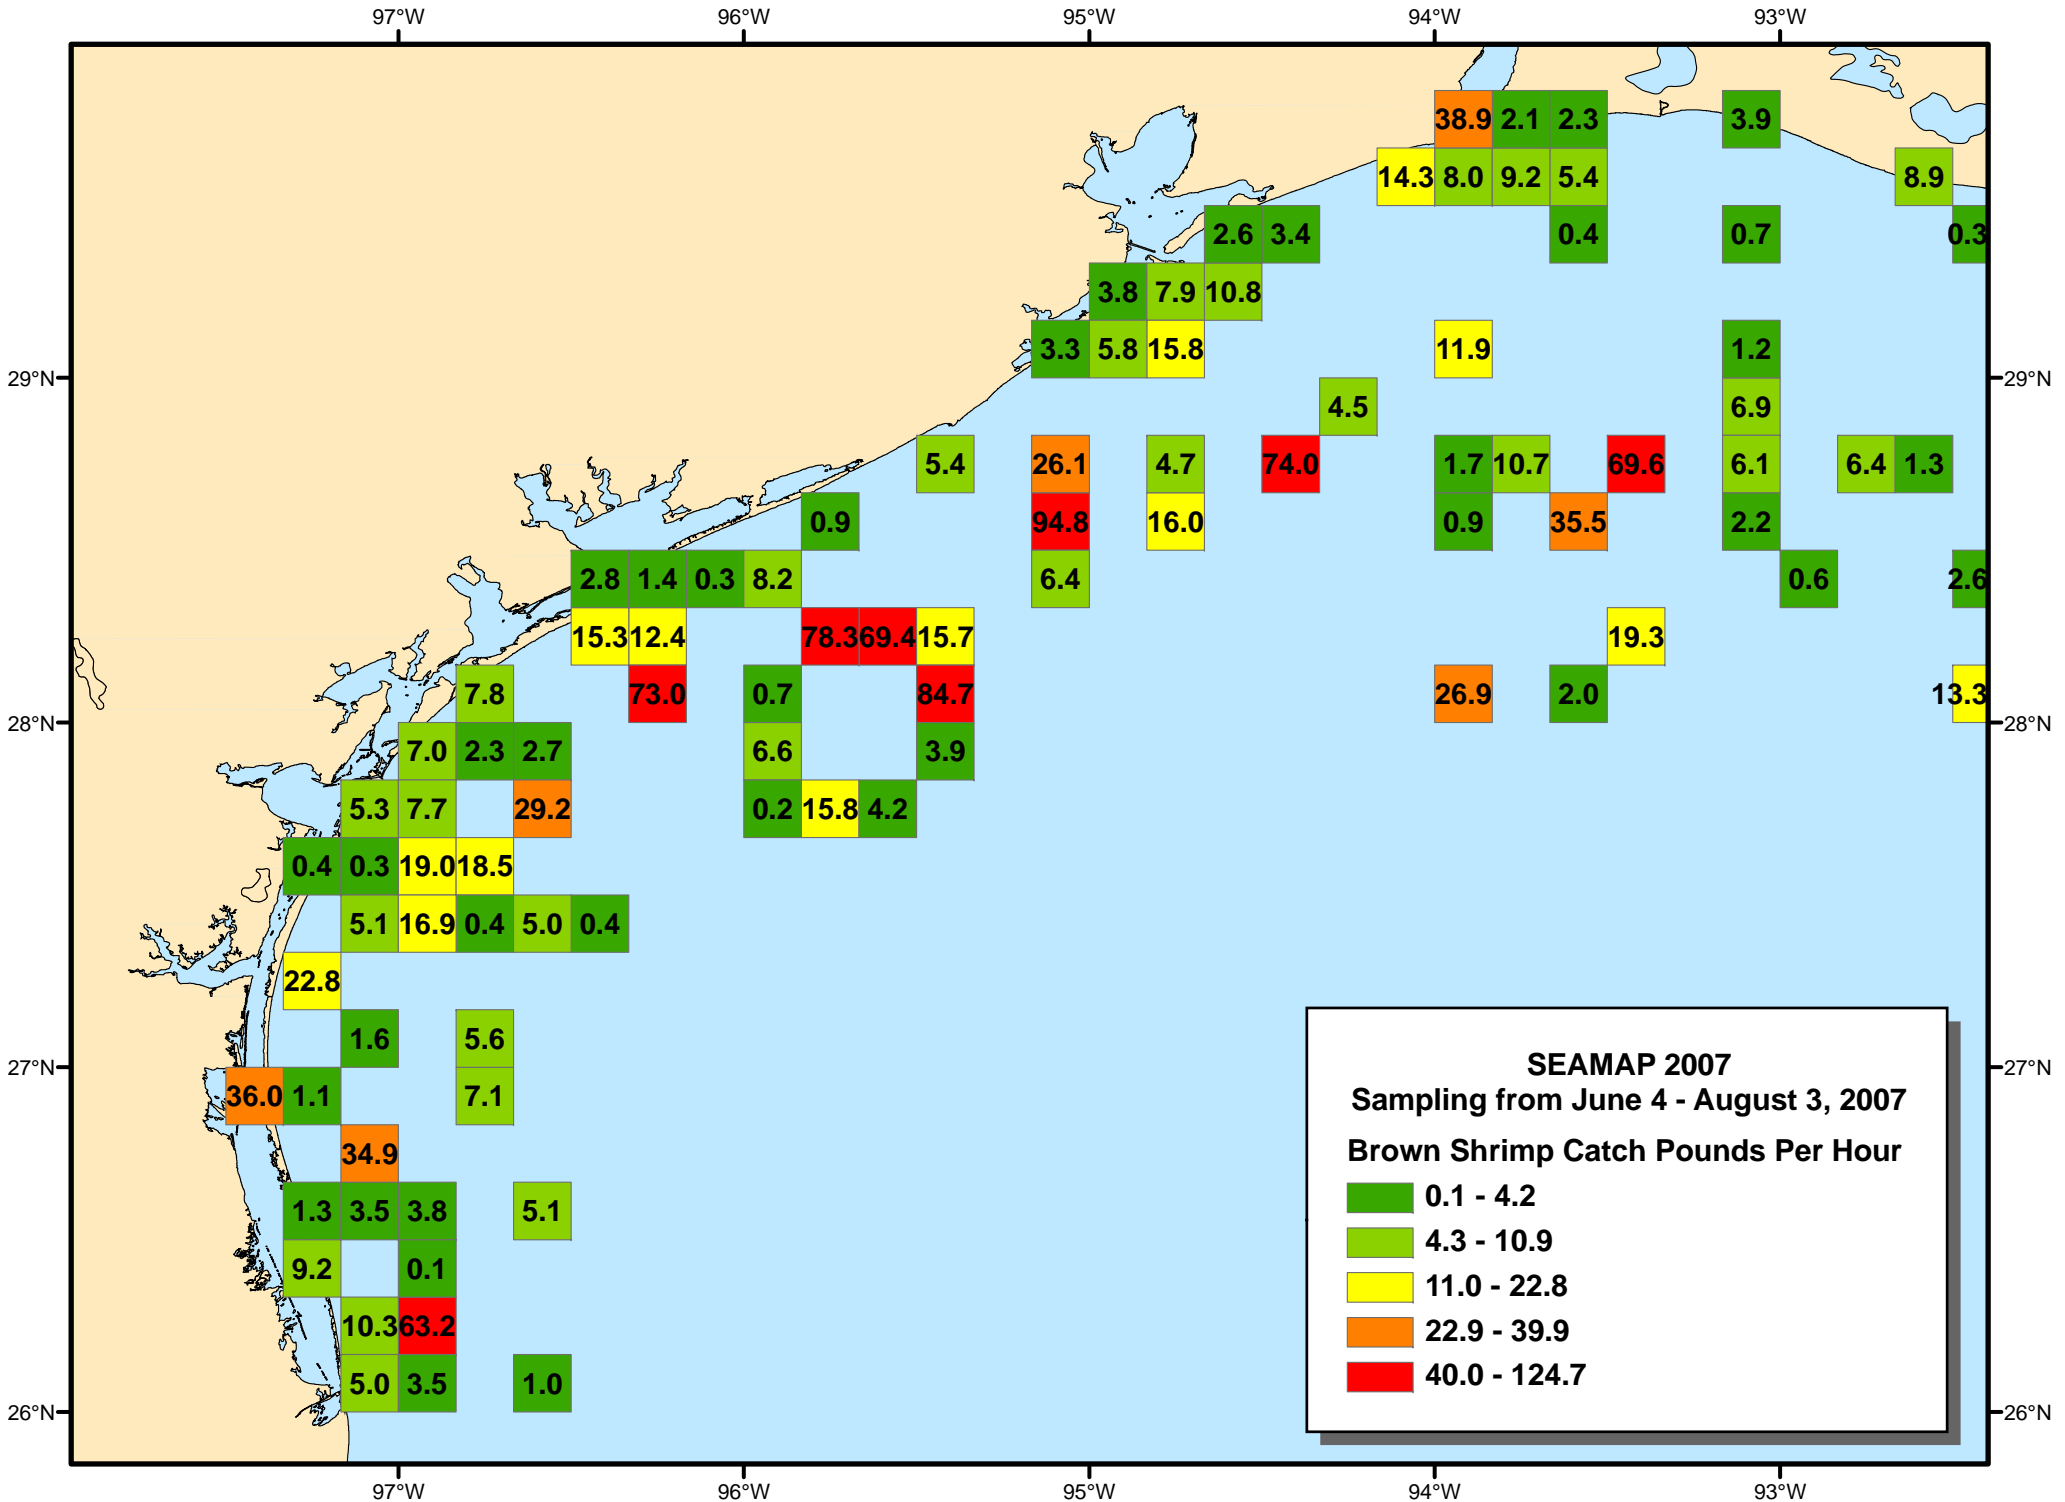 97°W 96°W 95°W 94°W 93°W
38.9 2.1 2.3 3.9
14.3 8.0 9.2 5.4 8.9
2.6 3.4 0.4 0.7 0.3
3.8 7.9 10.8
3.3 5.8 15.8 11.9 1.2
29°N 29°N
4.5 6.9
5.4 26.1 4.7 74.0 1.7 10.7 69.6 6.1 6.4 1.3
0.9 94.8 16.0 0.9 35.5 2.2
2.8 1.4 0.3 8.2 6.4 0.6 2.6
15.3 12.4 78.3 69.4 15.7 19.3
7.8 73.0 0.7 84.7 26.9 2.0 13.3
28°N 28°N
7.0 2.3 2.7 6.6 3.9
5.3 7.7 29.2 0.2 15.8 4.2
0.4 0.3 19.0 18.5
5.1 16.9 0.4 5.0 0.4
22.8
1.6 5.6
27°N 27°N
36.0 1.1 7.1
34.9
1.3 3.5 3.8 5.1
9.2 0.1
10.3 63.2
5.0 3.5 1.0
26°N 26°N
SEAMAP 2007
Sampling from June 4 - August 3, 2007
Brown Shrimp Catch Pounds Per Hour
0.1 - 4.2
4.3 - 10.9
11.0 - 22.8
22.9 - 39.9
40.0 - 124.7
97°W 96°W 95°W 94°W 93°W